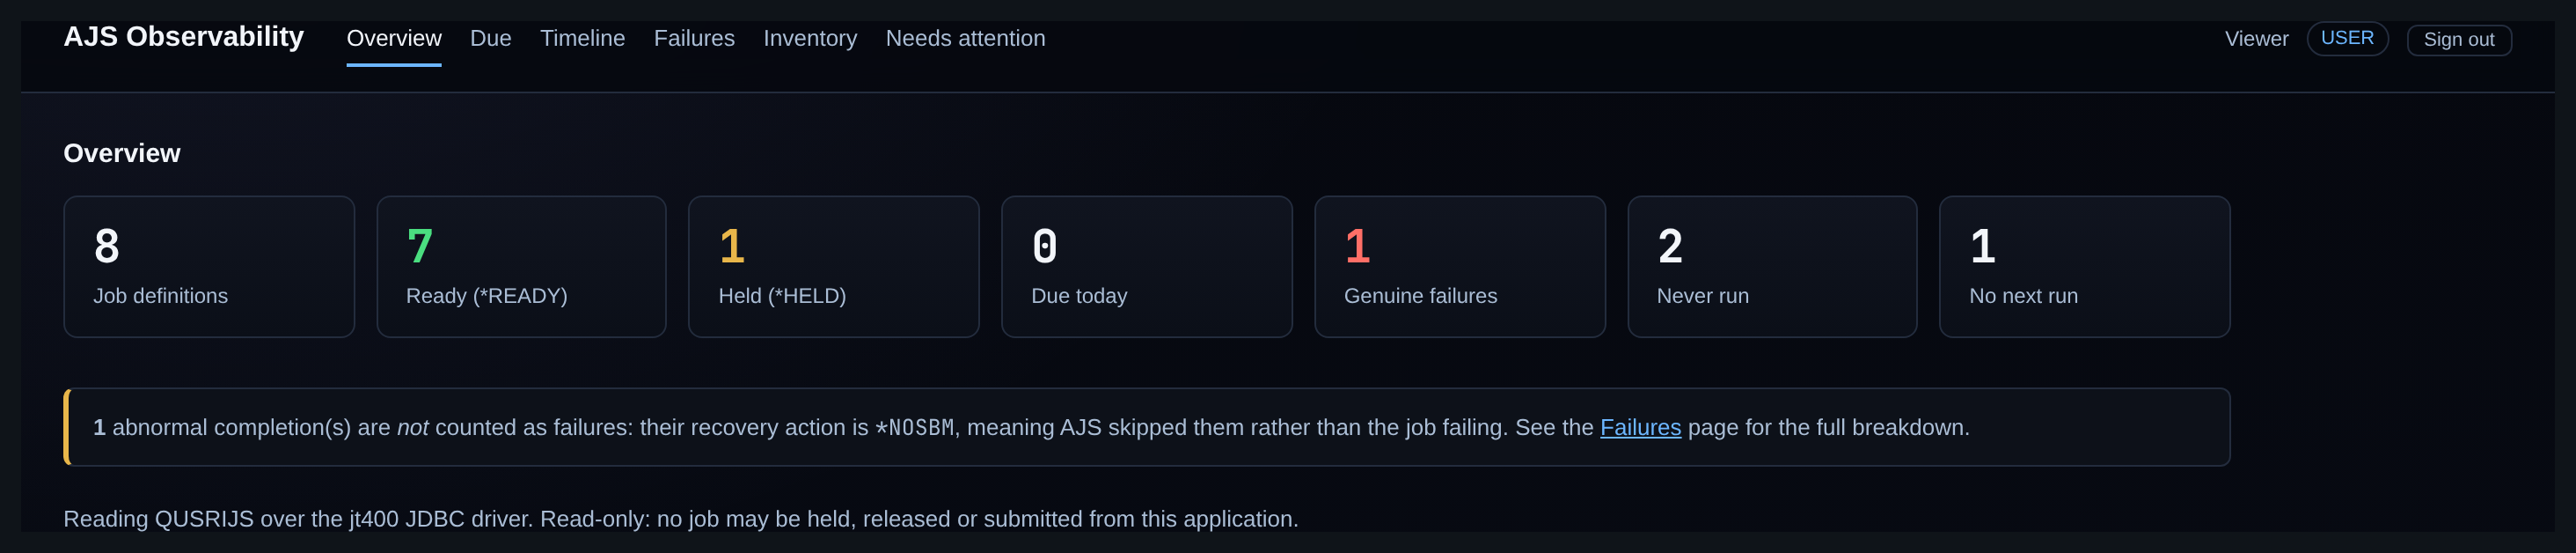 AJS Observability Overview Due Timeline Failures Inventory Needs attention Viewer USER Sign out
Overview
8 7 1 0 1 2 1
Job definitions Ready (*READY) Held (*HELD) Due today Genuine failures Never run No next run
1 abnormal completion(s) are not counted as failures: their recovery action is *NOSBM, meaning AJS skipped them rather than the job failing. See the Failures page for the full breakdown.
Reading QUSRIJS over the jt400 JDBC driver. Read-only: no job may be held, released or submitted from this application.